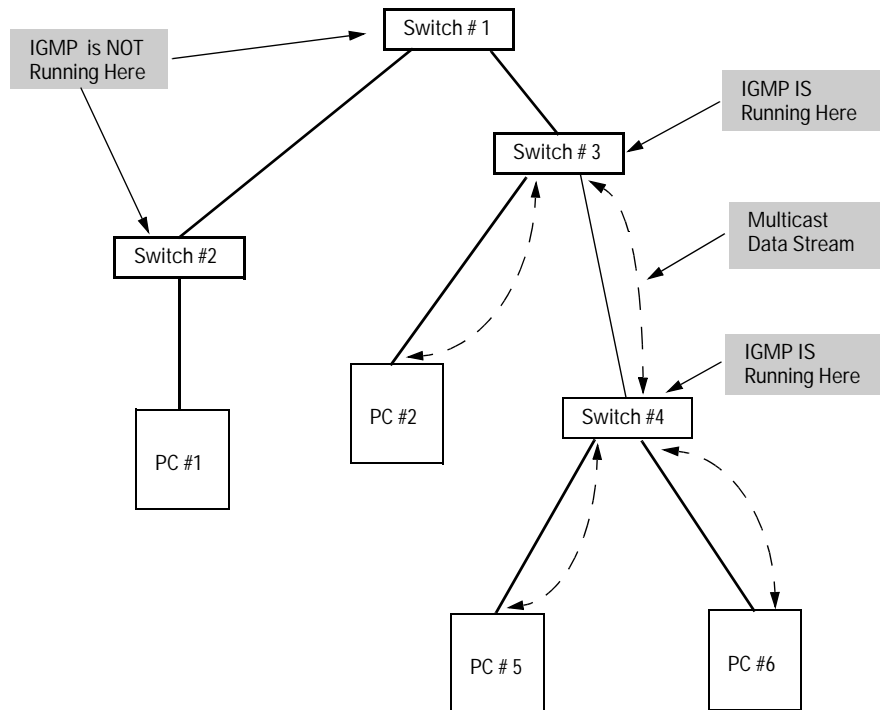 Switch # 1
IGMP is NOT
Running Here
IGMP IS
Running Here
Switch # 3
Multicast
Data Stream
Switch #2
IGMP IS
Running Here
PC #2
Switch #4
PC #1
PC # 5
PC #6